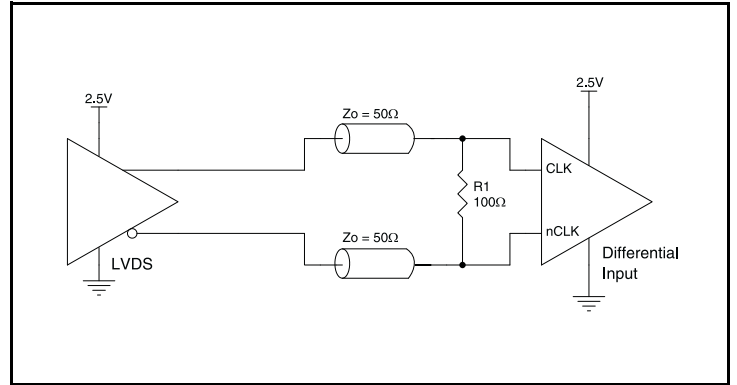 2.5V
2.5V
Zo = 50Ω
CLK
R1
100Ω
Zo = 50Ω
nCLK
LVDS
Differential
Input